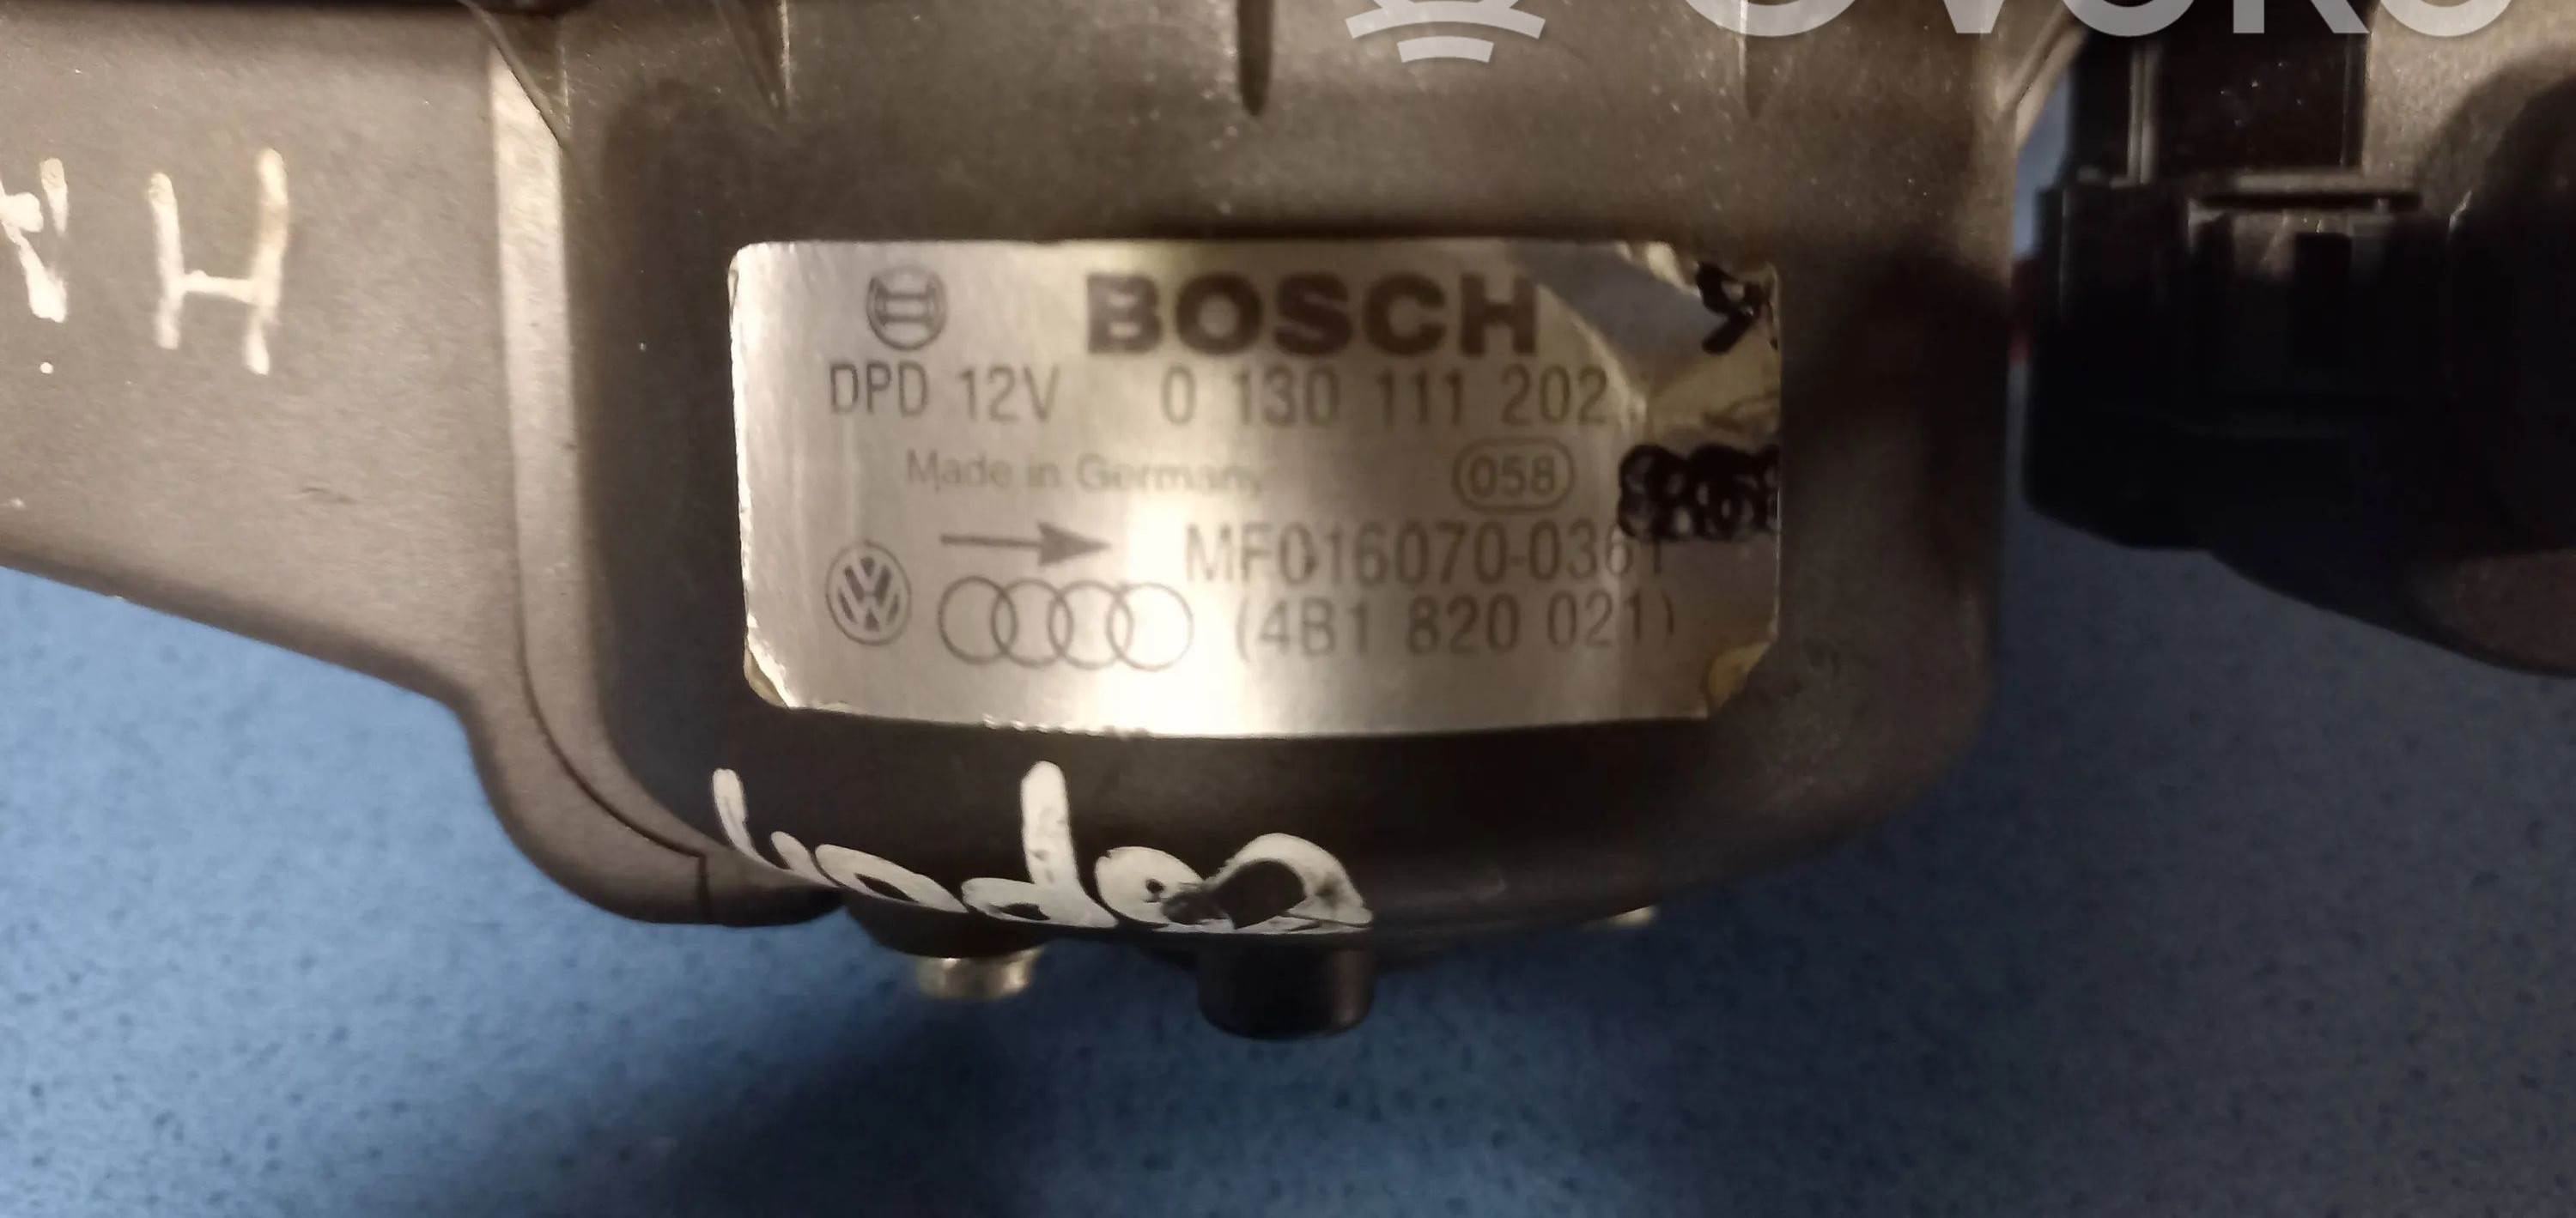 H
BOSCH
DPD 12V 0 130 111 202
Made in Germany 058
MF016070-0361
(4B1 820 021)